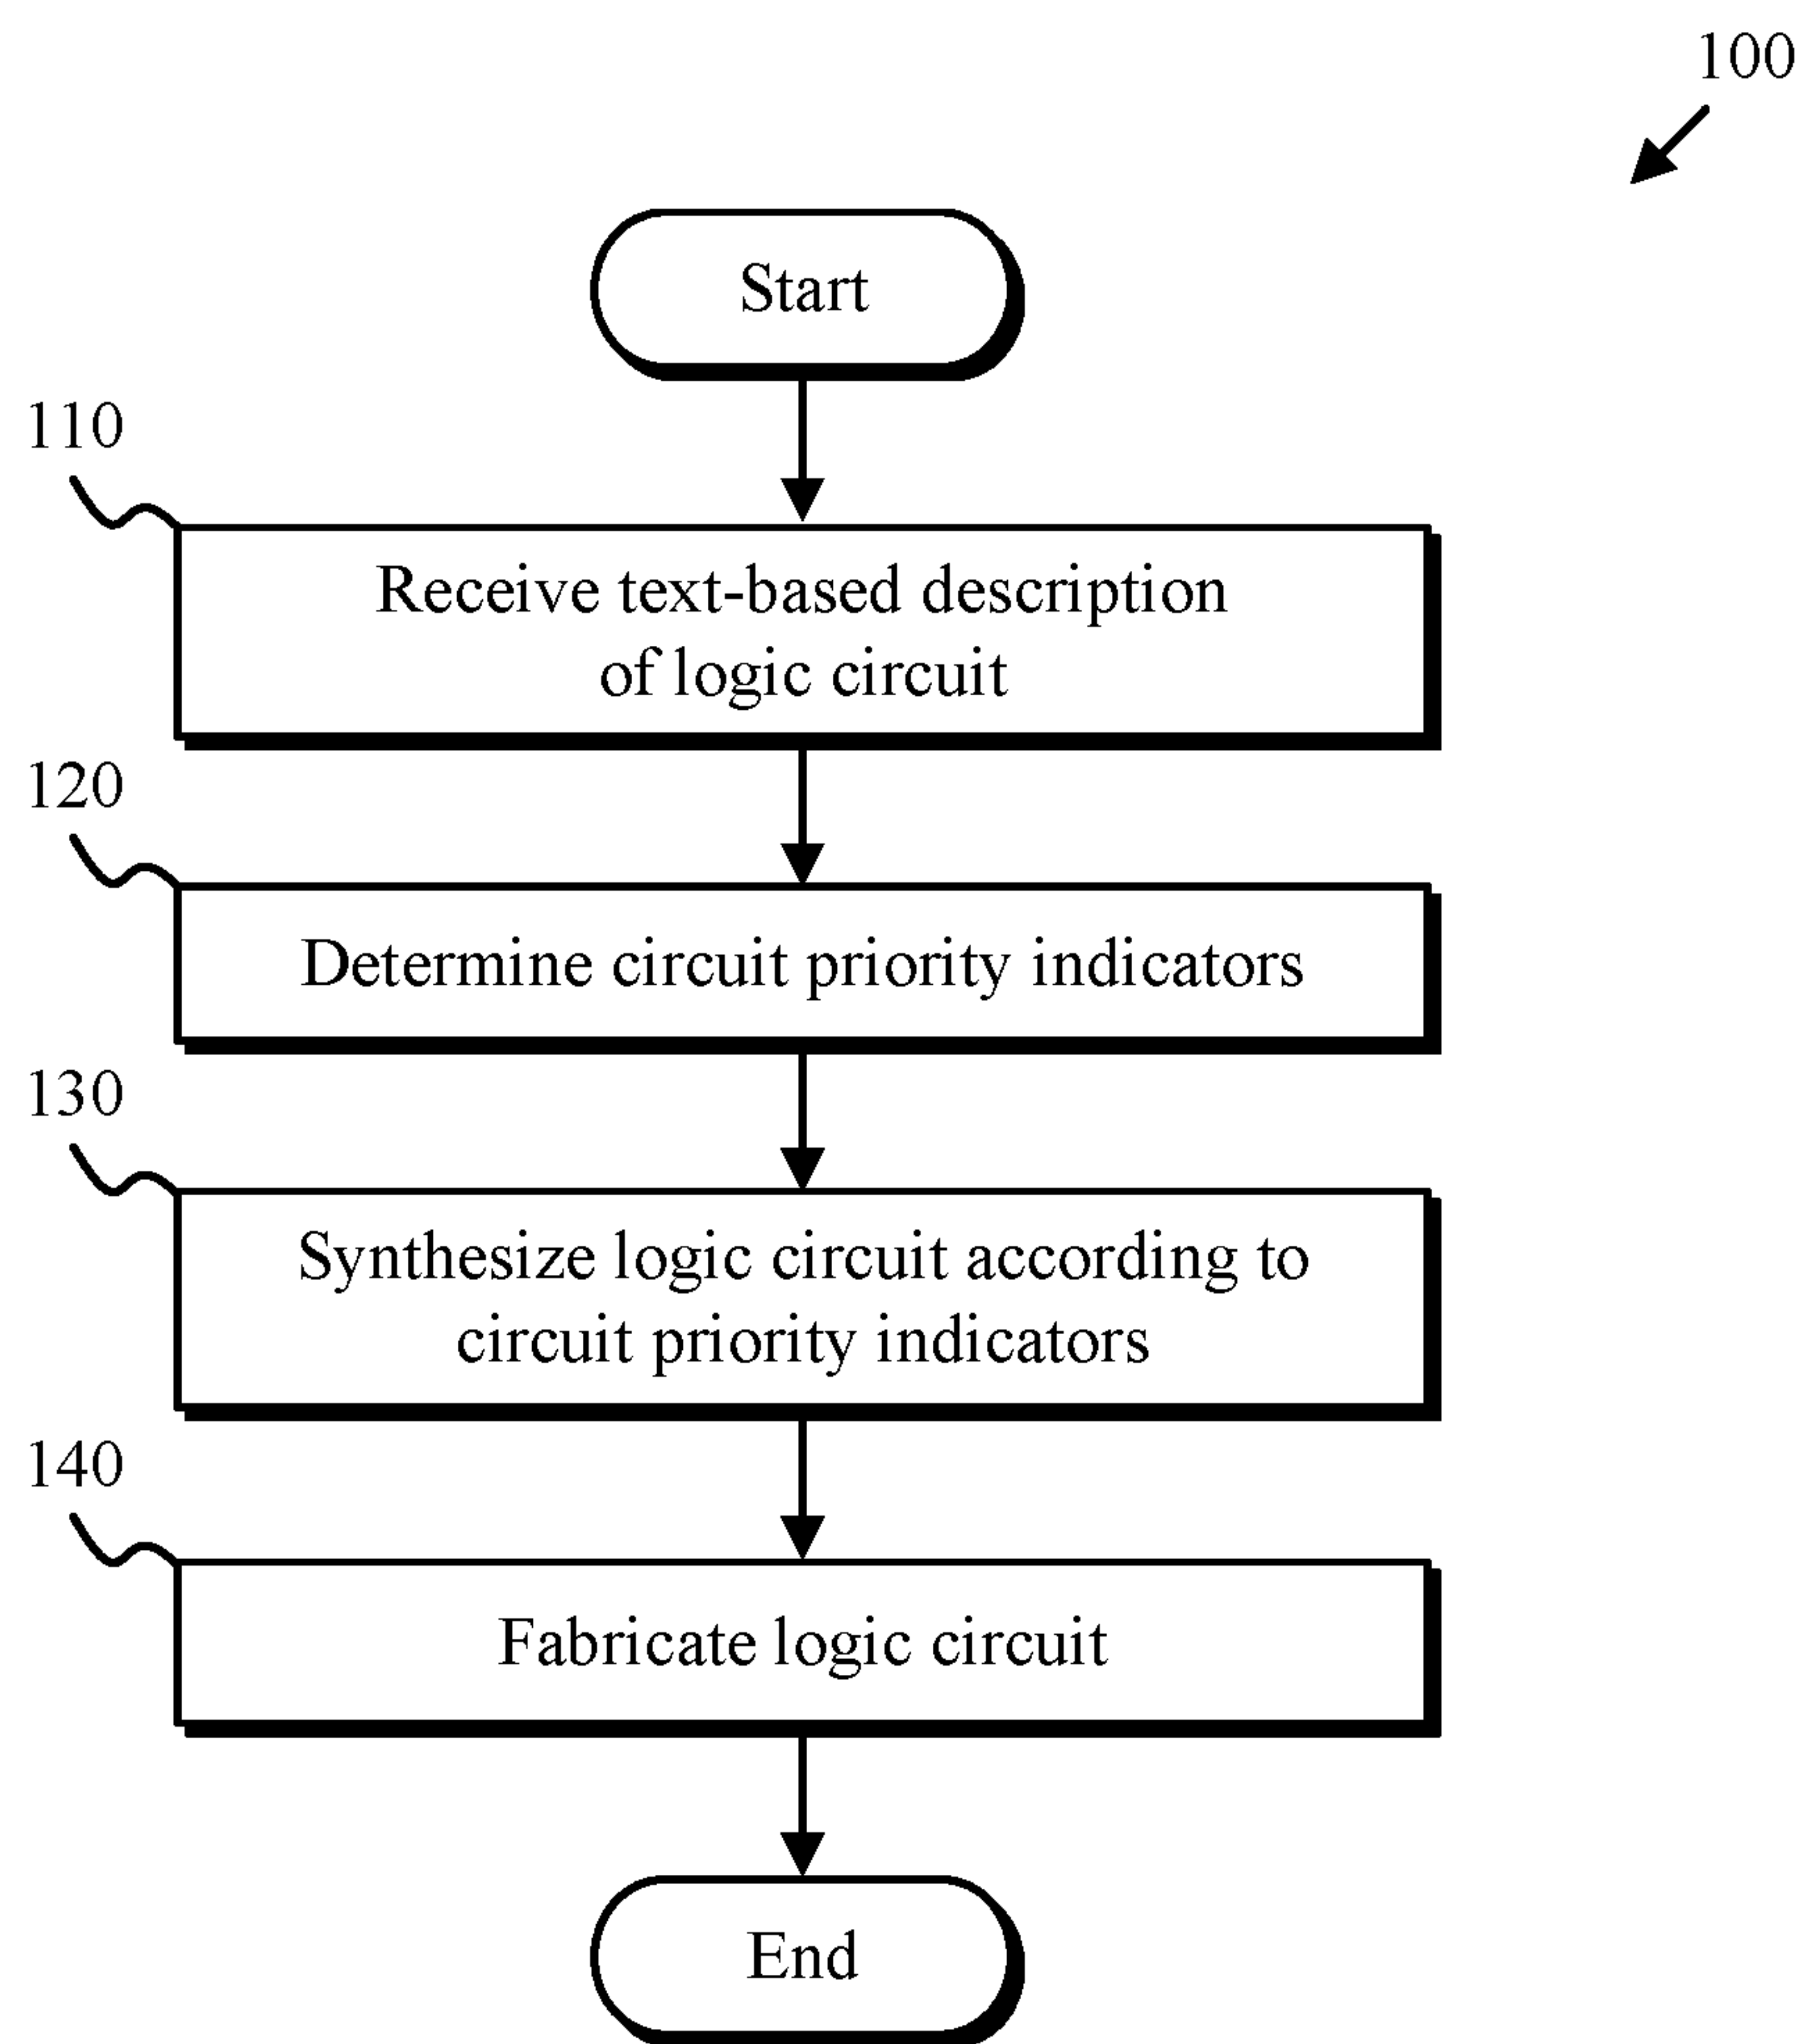 100
Start
110
Receive text-based description
of logic circuit
120
Determine circuit priority indicators
130
Synthesize logic circuit according to
circuit priority indicators
140
Fabricate logic circuit
End